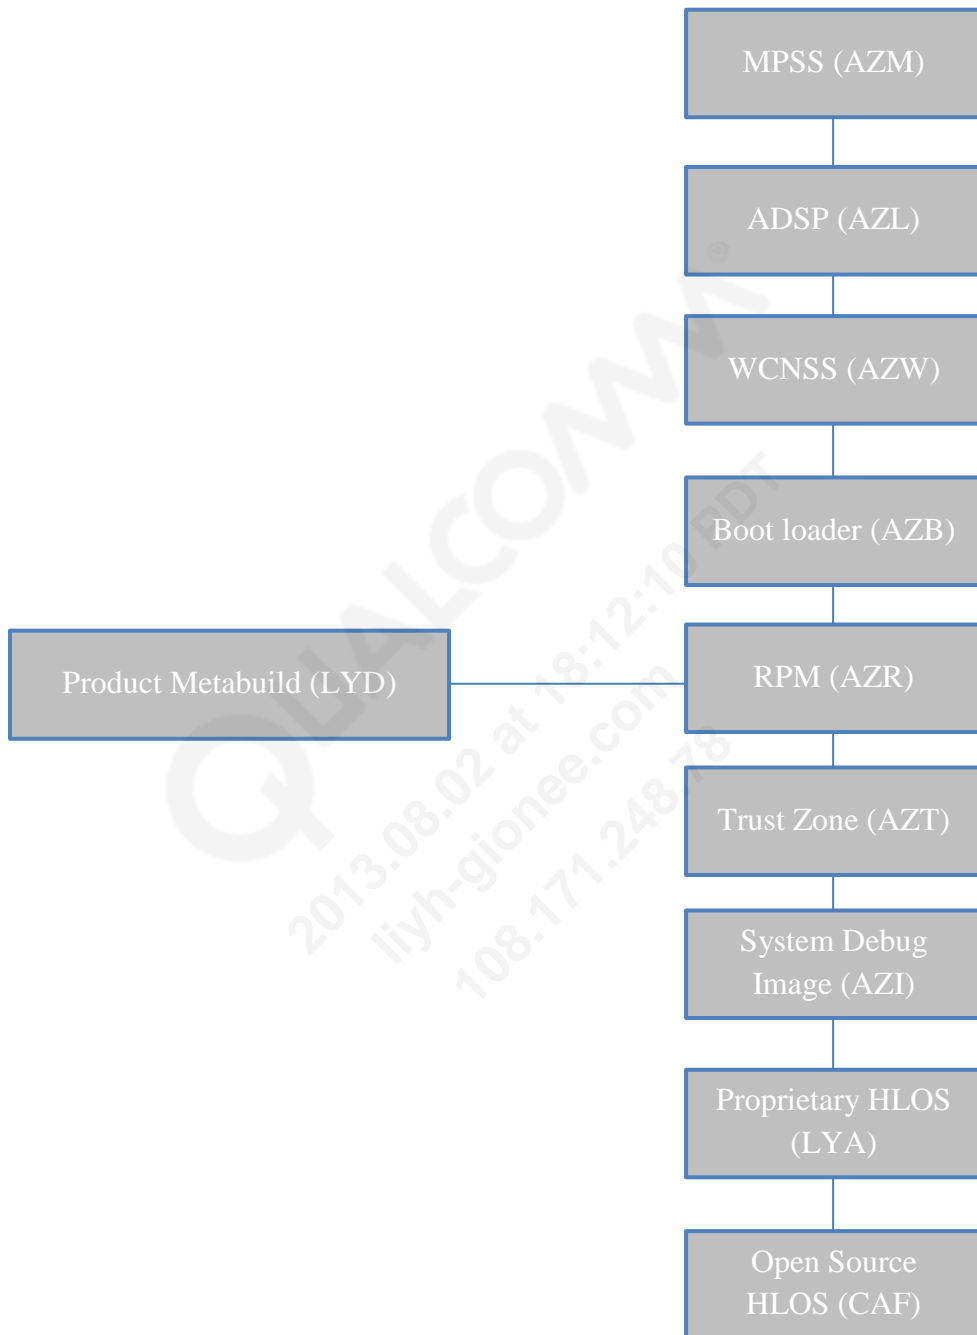 MPSS (AZM)
ADSP (AZL)
WCNSS (AZW)
Boot loader (AZB)
Product Metabuild (LYD)
RPM (AZR)
Trust Zone (AZT)
System Debug
Image (AZI)
Proprietary HLOS
(LYA)
Open Source
HLOS (CAF)
QUALCOMM®
2013.08.02 at 18:12:10 PDT
liyh-gionee.com
108.171.248.78